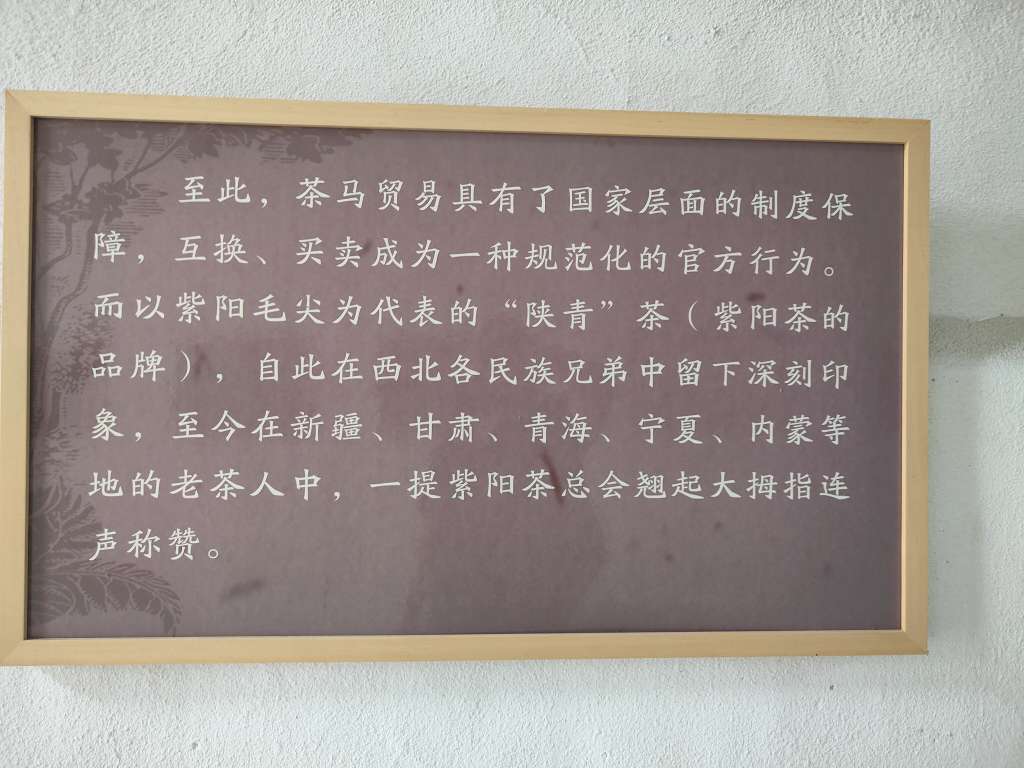 至此，茶马贸易具有了国家层面的制度保
障，互换、买卖成为一种规范化的官方行为。
而以紫阳毛尖为代表的“陕青”茶（紫阳茶的
品牌），自此在西北各民族兄弟中留下深刻印
象，至今在新疆、甘肃、青海、宁夏、内蒙等
地的老茶人中，一提紫阳茶总会翘起大拇指连
声称赞。